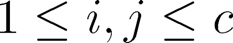 1 ≤ i, j ≤ c